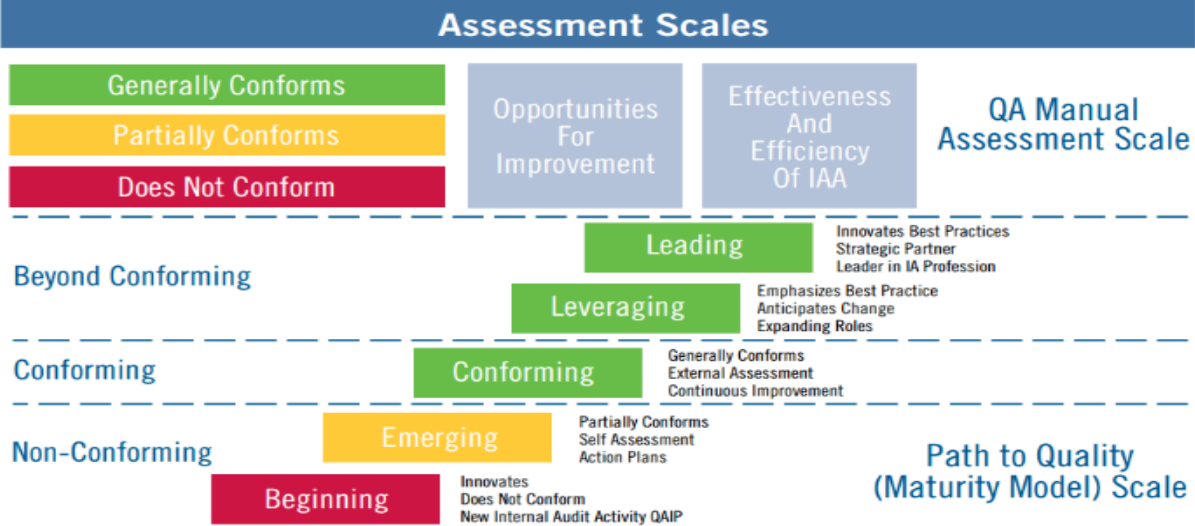 Assessment Scales
Generally Conforms
Partially Conforms
Does Not Conform
Opportunities
For
Improvement
Effectiveness
And
Efficiency
Of IAA
QA Manual
Assessment Scale
Beyond Conforming
Leading
Innovates Best Practices
Strategic Partner
Leader in IA Profession
Leveraging
Emphasizes Best Practice
Anticipates Change
Expanding Roles
Conforming
Conforming
Generally Conforms
External Assessment
Continuous Improvement
Non-Conforming
Emerging
Partially Conforms
Self Assessment
Action Plans
Beginning
Innovates
Does Not Conform
New Internal Audit Activity QAIP
Path to Quality
(Maturity Model) Scale